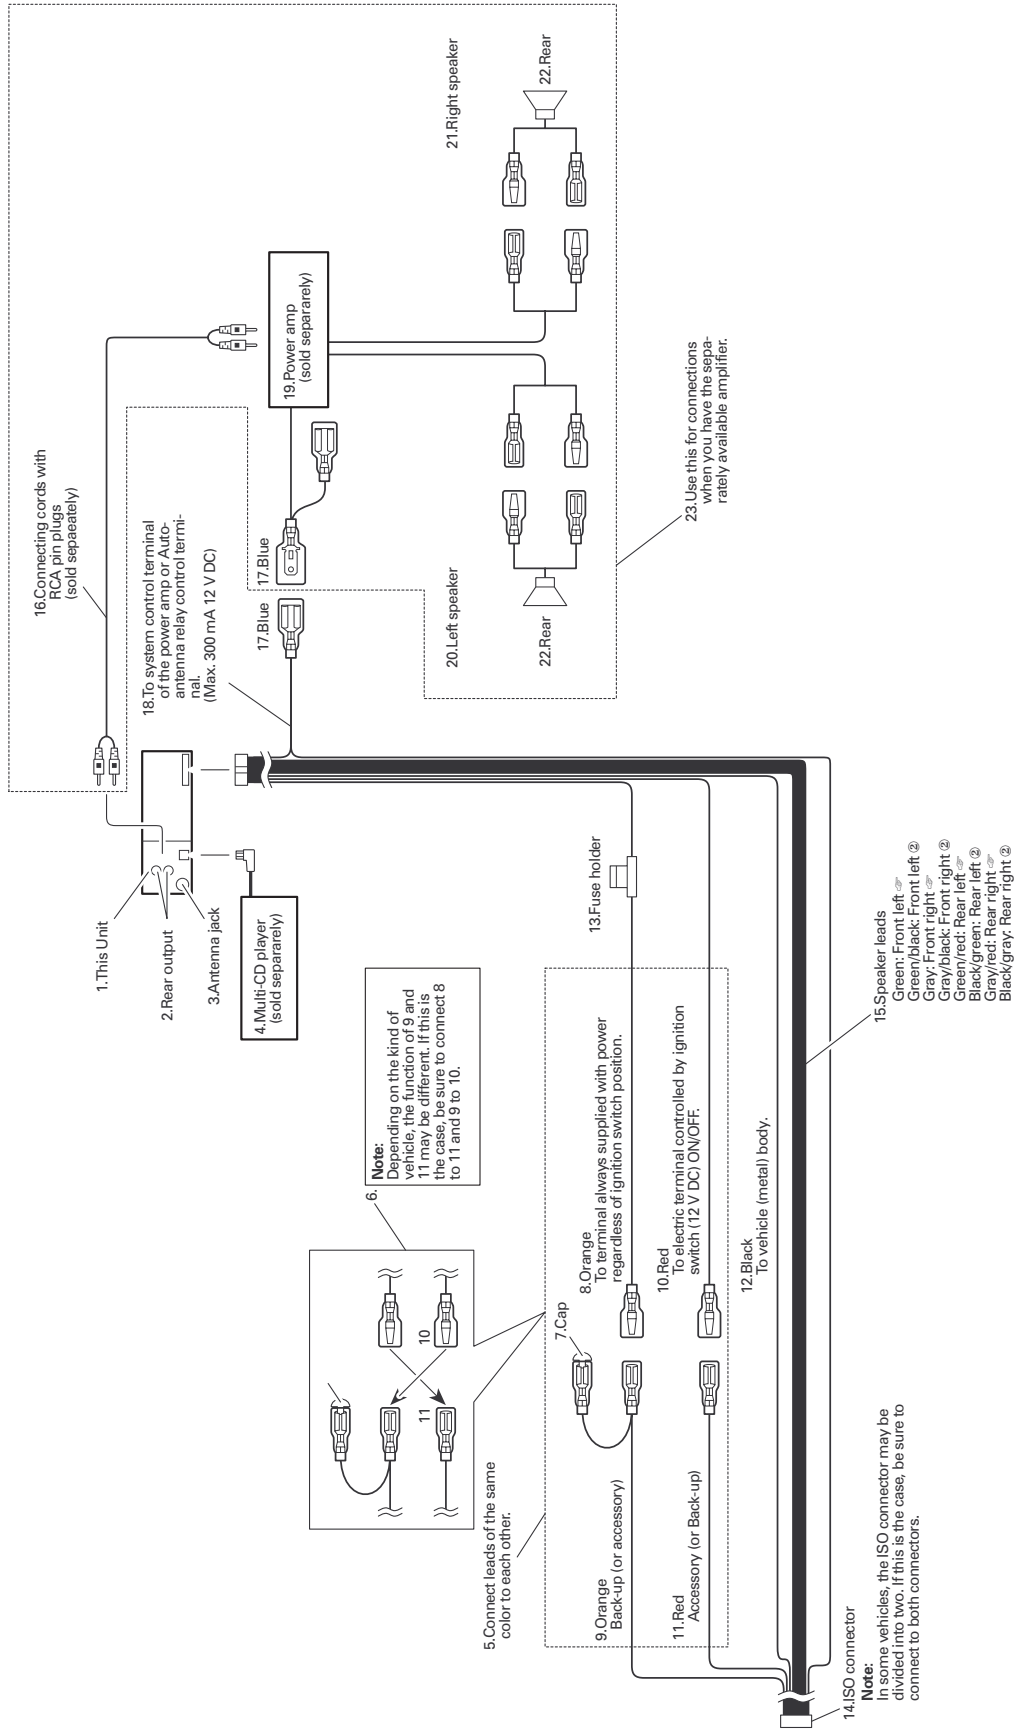 1.This Unit
2.Rear output
3.Antenna jack
4.Multi-CD player
(sold separarely)
5.Connect leads of the same
color to each other.
6.
Note:
Depending on the kind of
vehicle, the function of 9 and
11 may be different. If this is
the case, be sure to connect 8
to 11 and 9 to 10.
10
11
7.Cap
8.Orange
To terminal always supplied with power
regardless of ignition switch position.
9.Orange
Back-up (or accessory)
10.Red
To electric terminal controlled by ignition
switch (12 V DC) ON/OFF.
11.Red
Accessory (or Back-up)
12.Black
To vehicle (metal) body.
13.Fuse holder
14.ISO connector
Note:
In some vehicles, the ISO connector may be
divided into two. If this is the case, be sure to
connect to both connectors.
15.Speaker leads
Green: Front left ☞
Green/black: Front left ②
Gray: Front right ☞
Gray/black: Front right ②
Green/red: Rear left ☞
Black/green: Rear left ②
Gray/red: Rear right ☞
Black/gray: Rear right ②
16.Connecting cords with
RCA pin plugs
(sold sepaeately)
17.Blue
17.Blue
18.To system control terminal
of the power amp or Auto-
antenna relay control termi-
nal.
(Max. 300 mA 12 V DC)
19.Power amp
(sold separarely)
20.Left speaker
22.Rear
21.Right speaker
22.Rear
23.Use this for connections
when you have the sepa-
rately available amplifier.